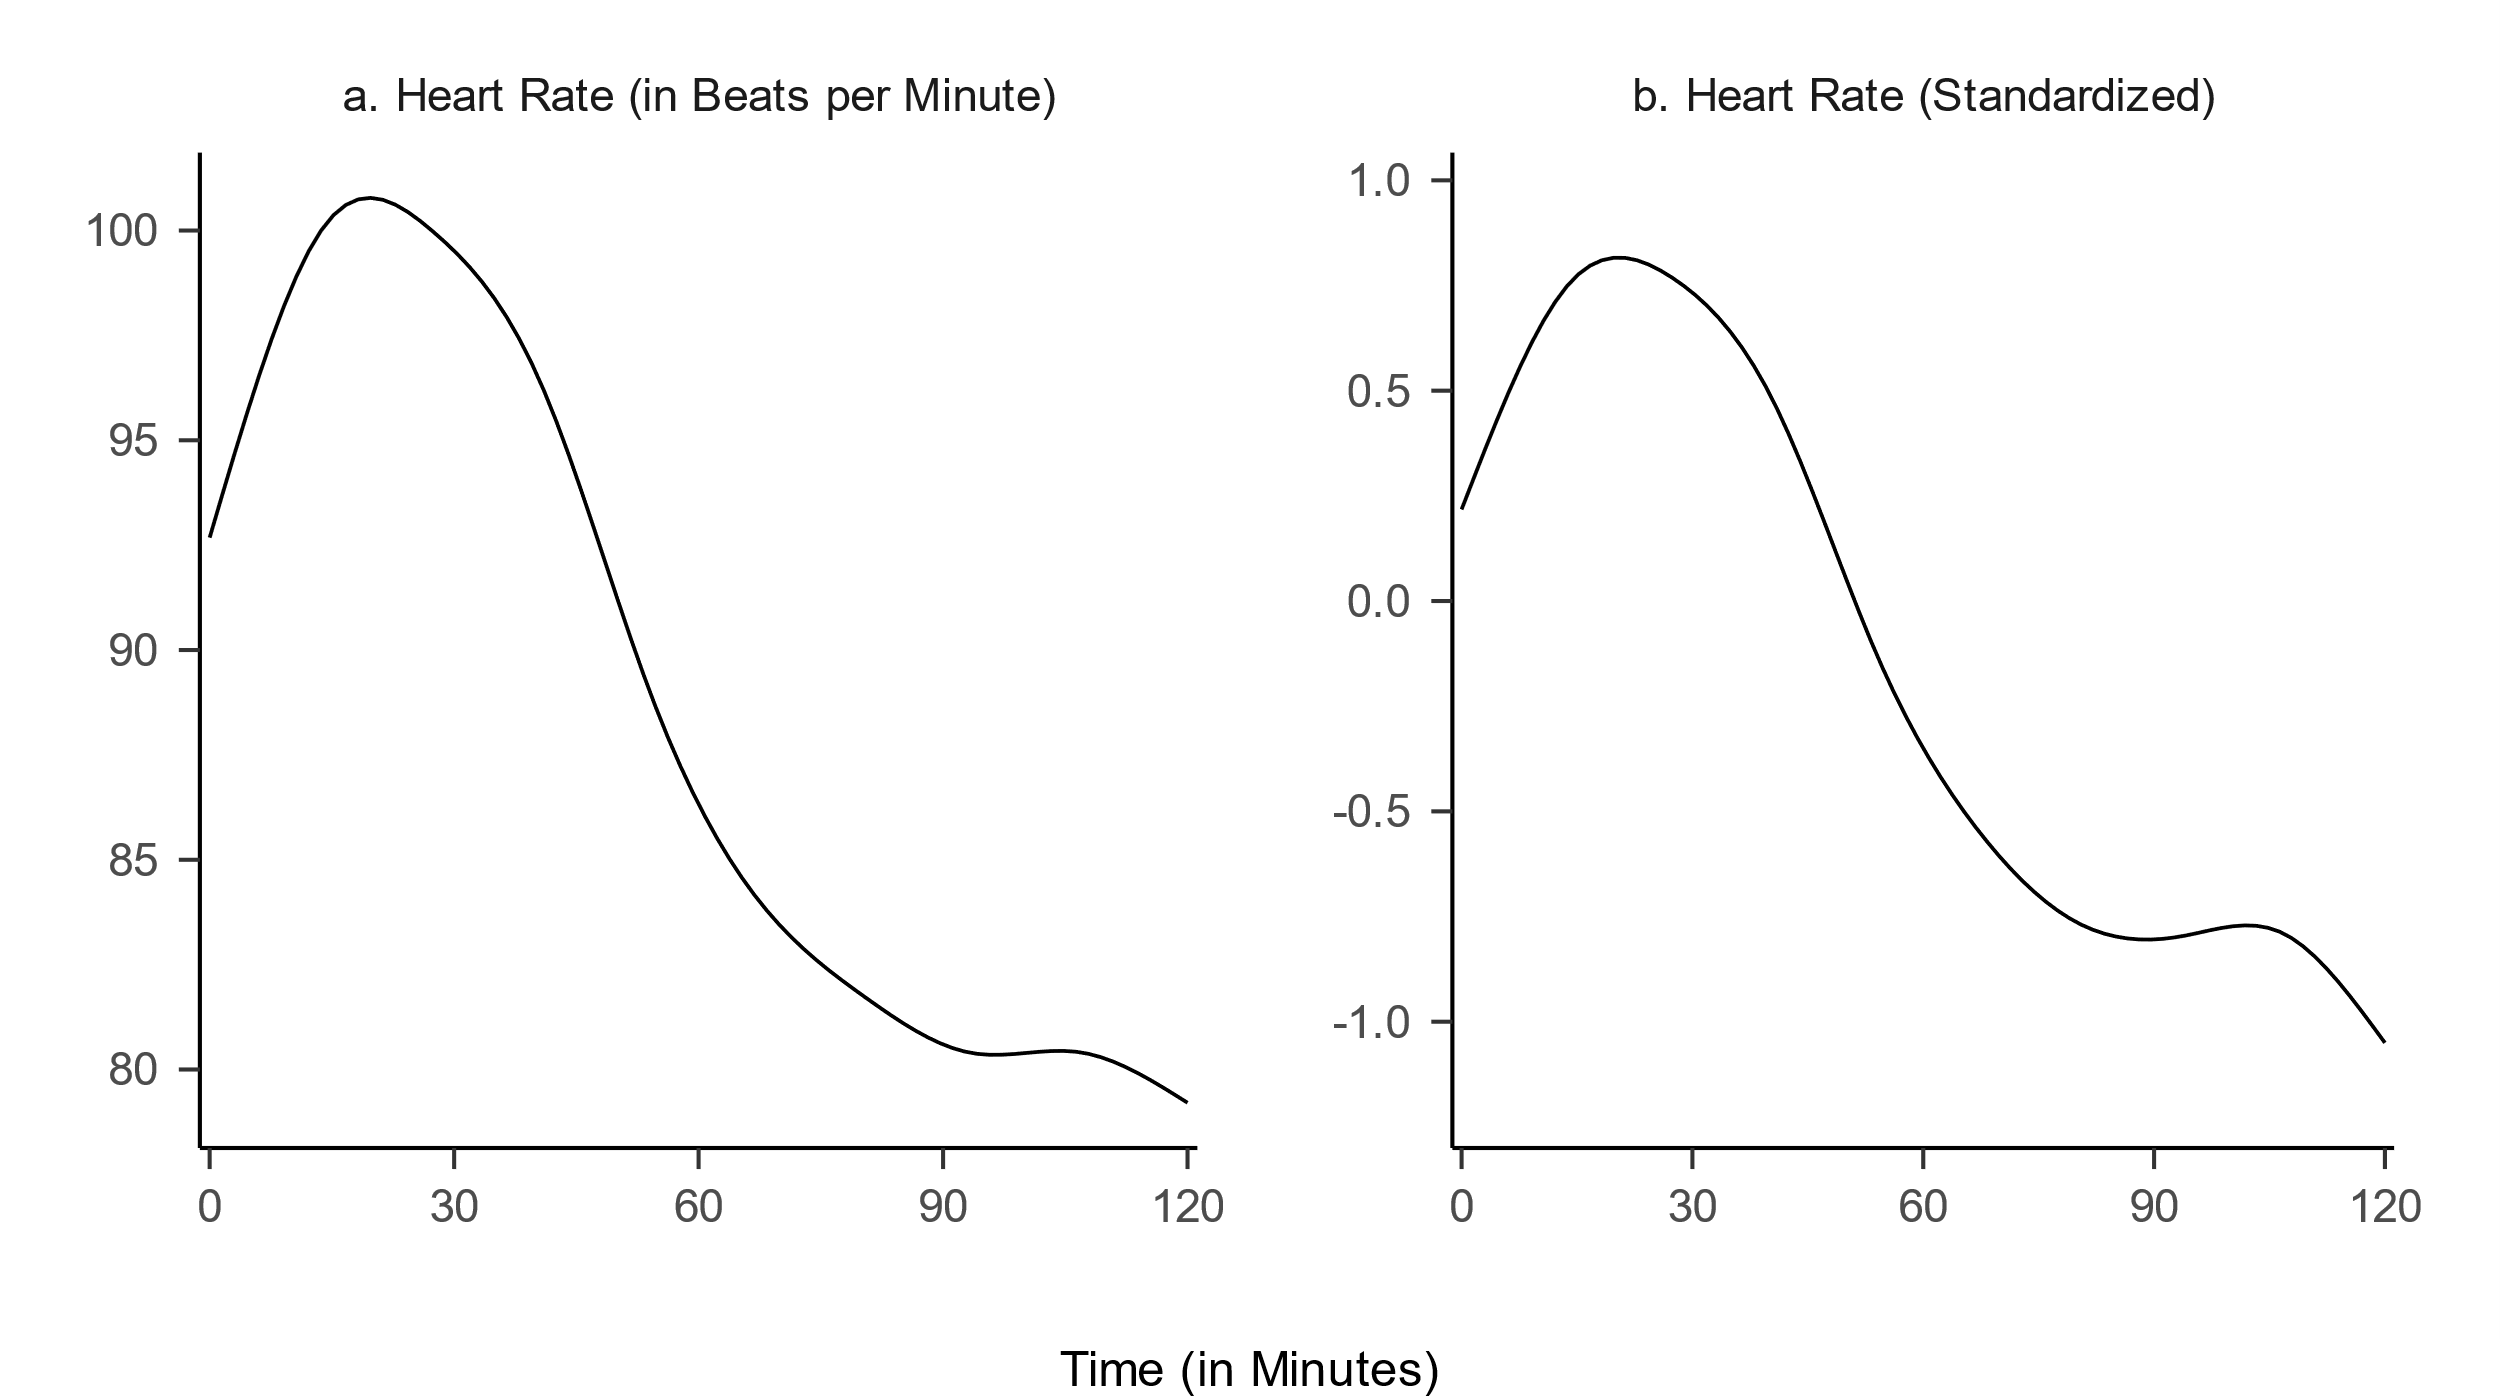 a. Heart Rate (in Beats per Minute)
100
95
90
85
80
0 30 60 90 120
b. Heart Rate (Standardized)
1.0
0.5
0.0
-0.5
-1.0
0 30 60 90 120
Time (in Minutes)